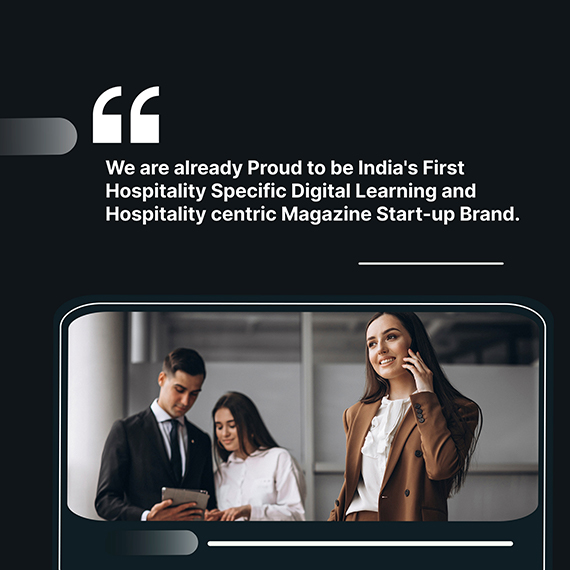 We are already Proud to be India's First
Hospitality Specific Digital Learning and
Hospitality centric Magazine Start-up Brand.